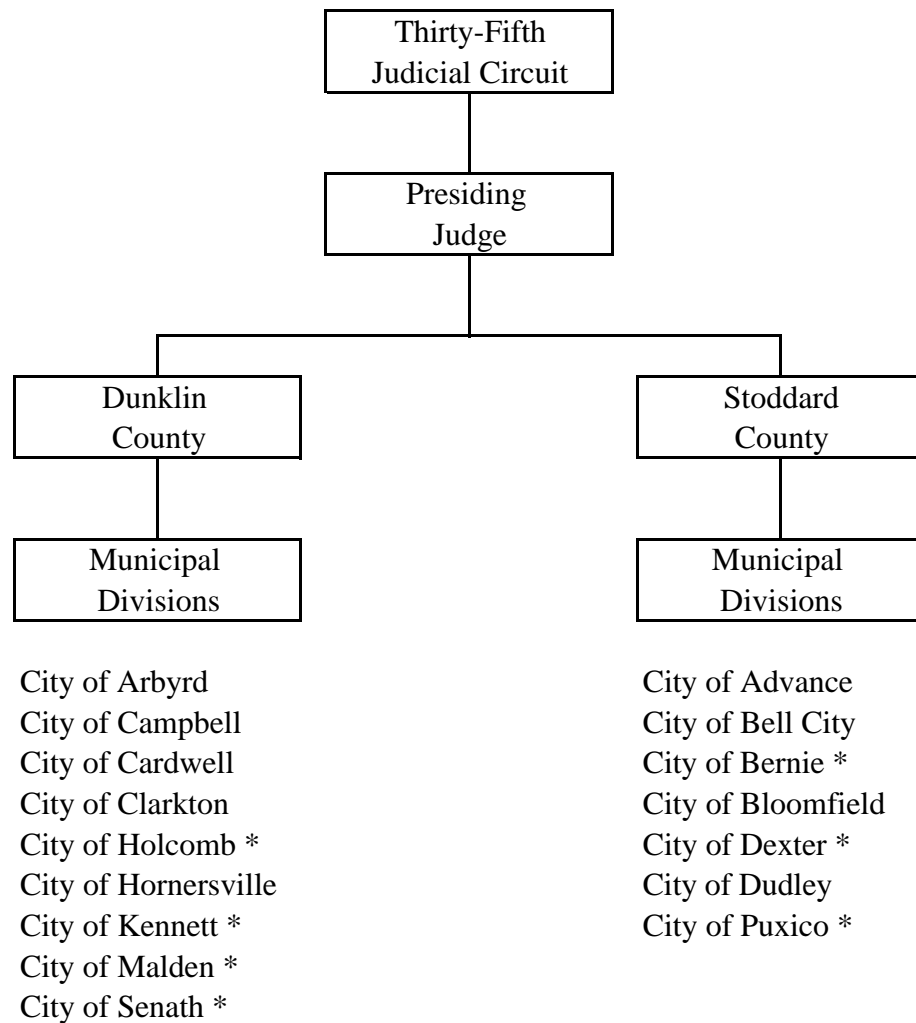 Thirty-Fifth
Judicial Circuit
Presiding
Judge
Dunklin
County
Stoddard
County
Municipal
Divisions
Municipal
Divisions
City of Arbyrd
City of Campbell
City of Cardwell
City of Clarkton
City of Holcomb *
City of Hornersville
City of Kennett *
City of Malden *
City of Senath *
City of Advance
City of Bell City
City of Bernie *
City of Bloomfield
City of Dexter *
City of Dudley
City of Puxico *